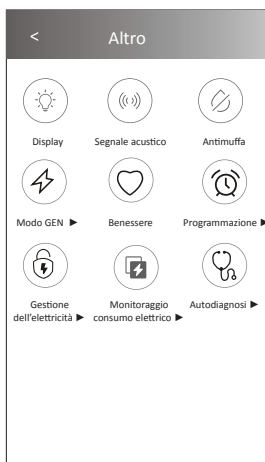 < Altro
Display Segnale acustico Antimuffa
Modo GEN ► Benessere Programmazione ►
Gestione Monitoraggio Autodiagnosi ►
dell'elettricità ► consumo elettrico ►